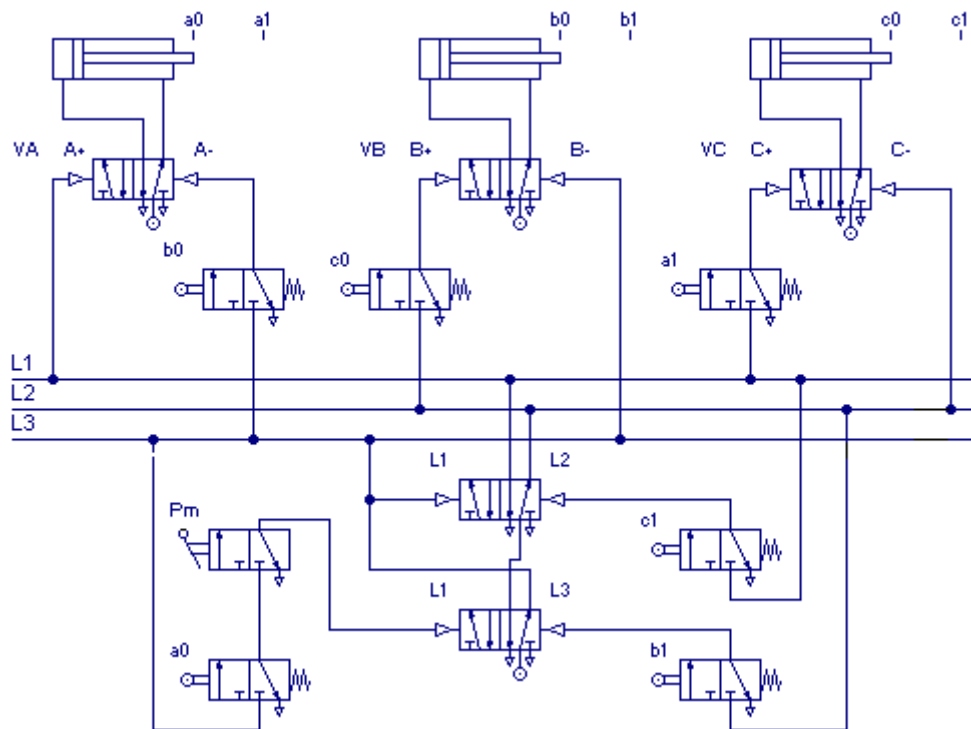 a0 a1 b0 b1 c0 c1
VA A+ A- VB B+ B- VC C+ C-
b0 c0 a1
L1
L2
L3
L1 L2
Pm c1
L1 L3
a0 b1